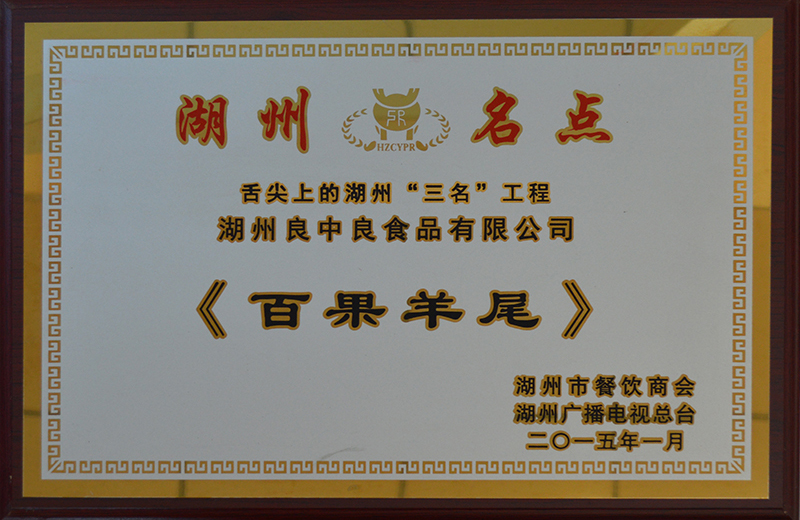 湖州 HZCYPR 名点
舌尖上的湖州“三名”工程
湖州良中良食品有限公司
《百果羊尾》
湖州市餐饮商会
湖州广播电视总台
二〇一五年一月